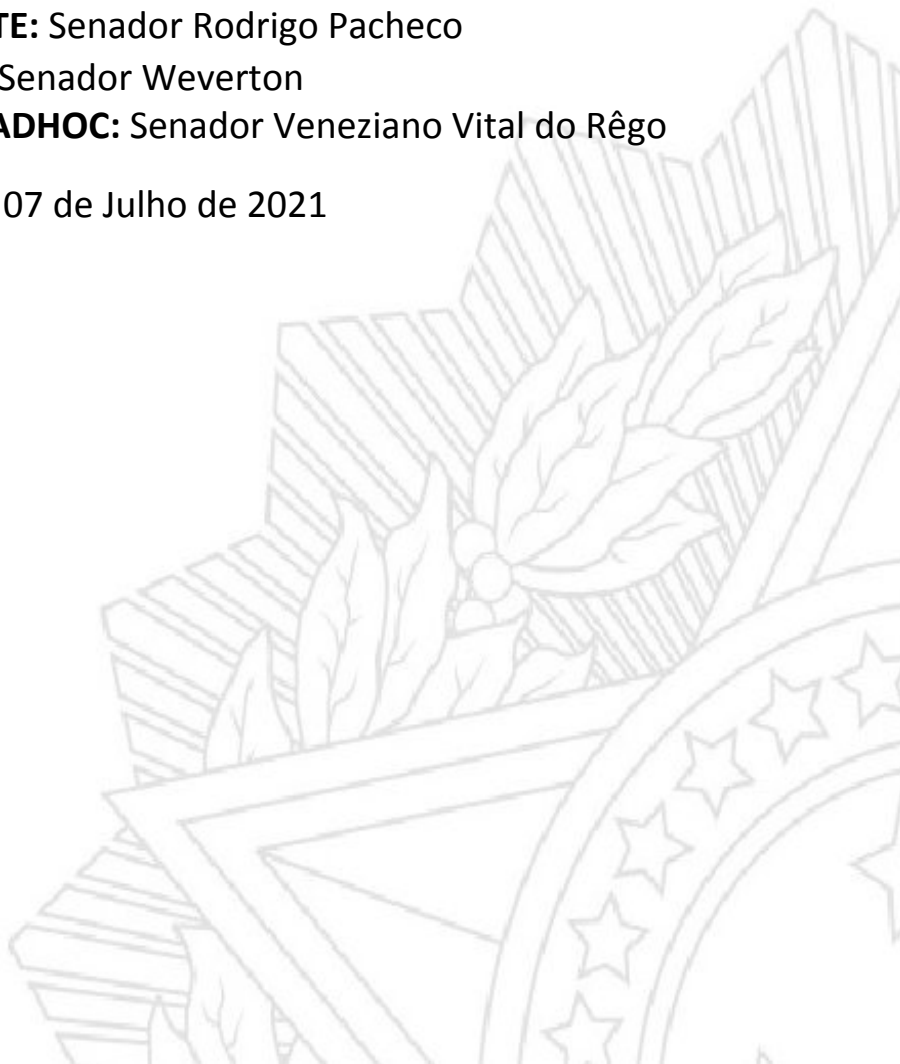 TE: Senador Rodrigo Pacheco
Senador Weverton
ADHOC: Senador Veneziano Vital do Rêgo
07 de Julho de 2021